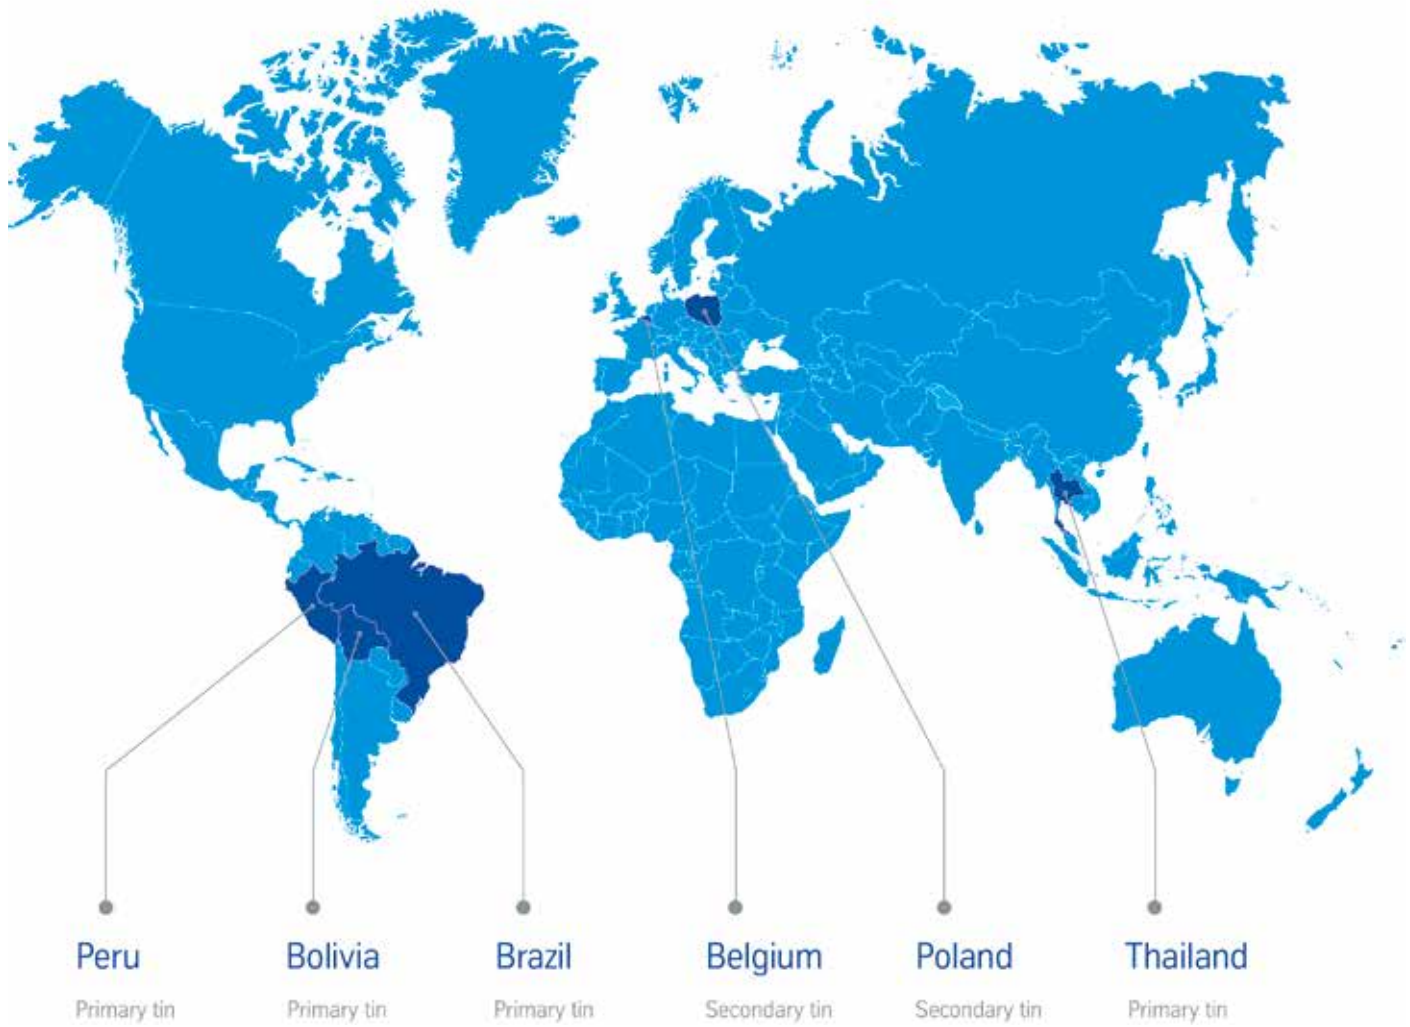 Peru
Bolivia
Brazil
Belgium
Poland
Thailand
Primary tin
Primary tin
Primary tin
Secondary tin
Secondary tin
Primary tin